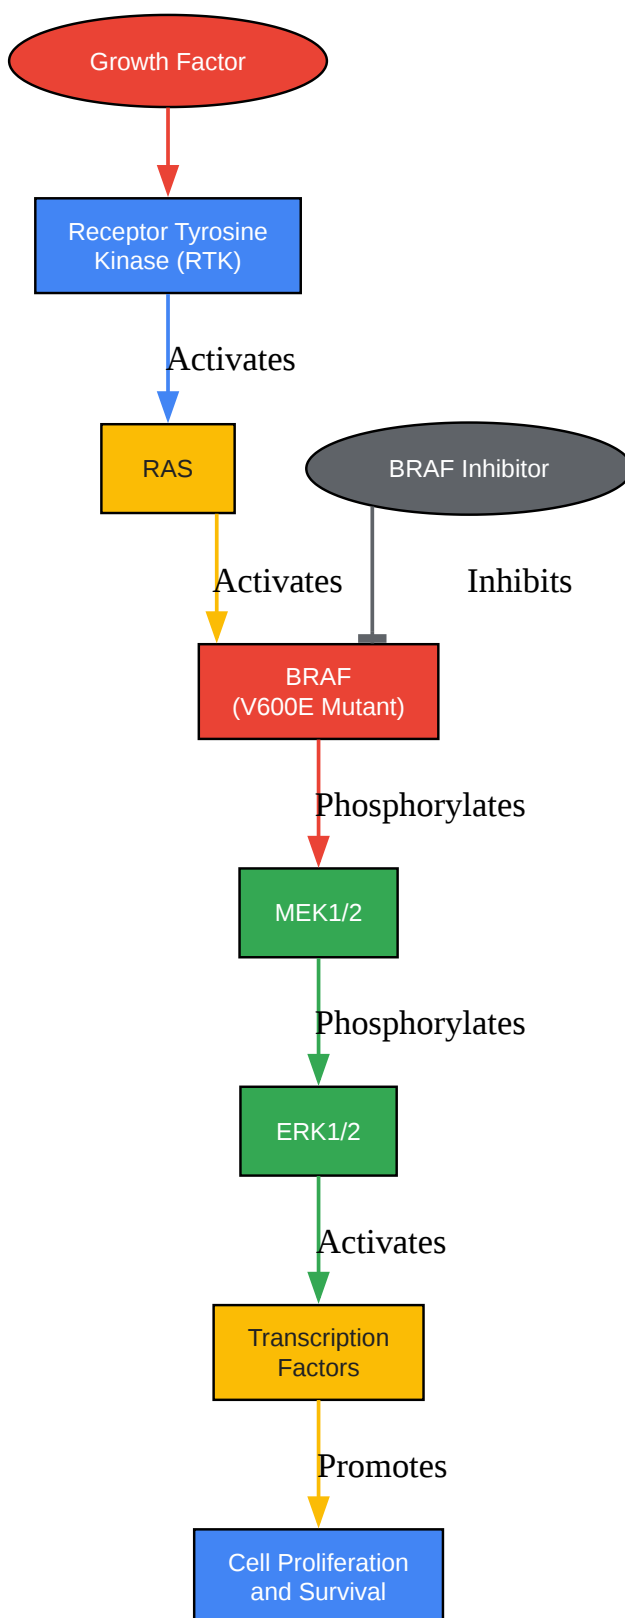 Growth Factor
Receptor Tyrosine
Kinase (RTK)
Activates
RAS
BRAF Inhibitor
Activates
Inhibits
BRAF
(V600E Mutant)
Phosphorylates
MEK1/2
Phosphorylates
ERK1/2
Activates
Transcription
Factors
Promotes
Cell Proliferation
and Survival